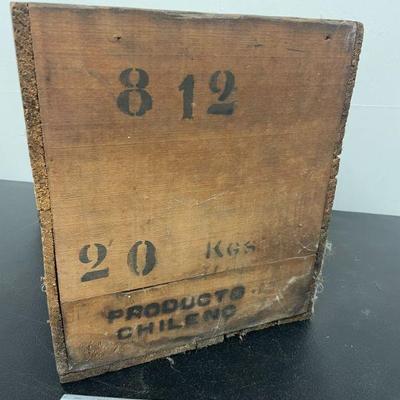 812
20 Kgs
PRODUCTO
CHILENO